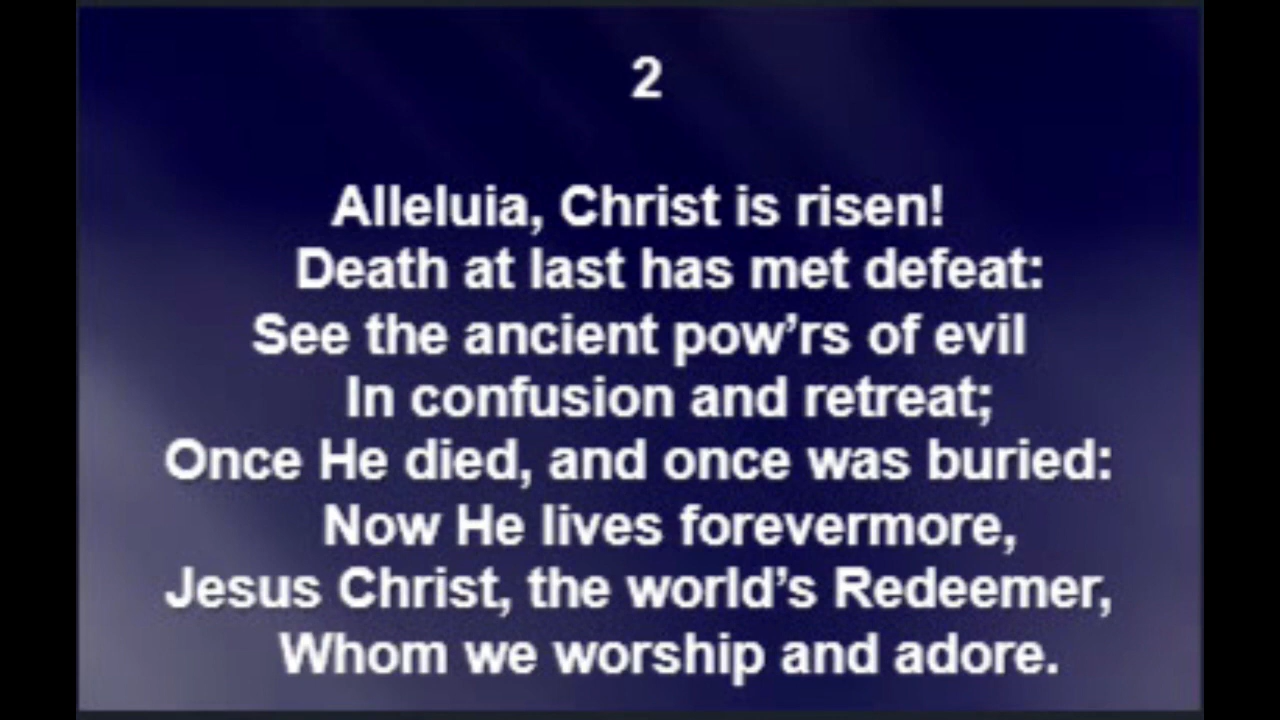 2
Alleluia, Christ is risen!
Death at last has met defeat:
See the ancient pow’rs of evil
In confusion and retreat;
Once He died, and once was buried:
Now He lives forevermore,
Jesus Christ, the world’s Redeemer,
Whom we worship and adore.